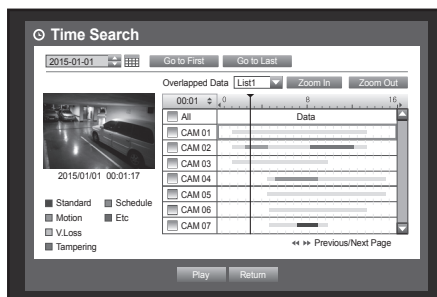 Time Search
2015-01-01 Go to First Go to Last
Overlapped Data List1 Zoom In Zoom Out
00:01 0 8 16
All Data
CAM 01
CAM 02
CAM 03
CAM 04
CAM 05
CAM 06
CAM 07
2015/01/01 00:01:17
Standard Schedule
Motion Etc
V.Loss
Tampering
Previous/Next Page
Play Return